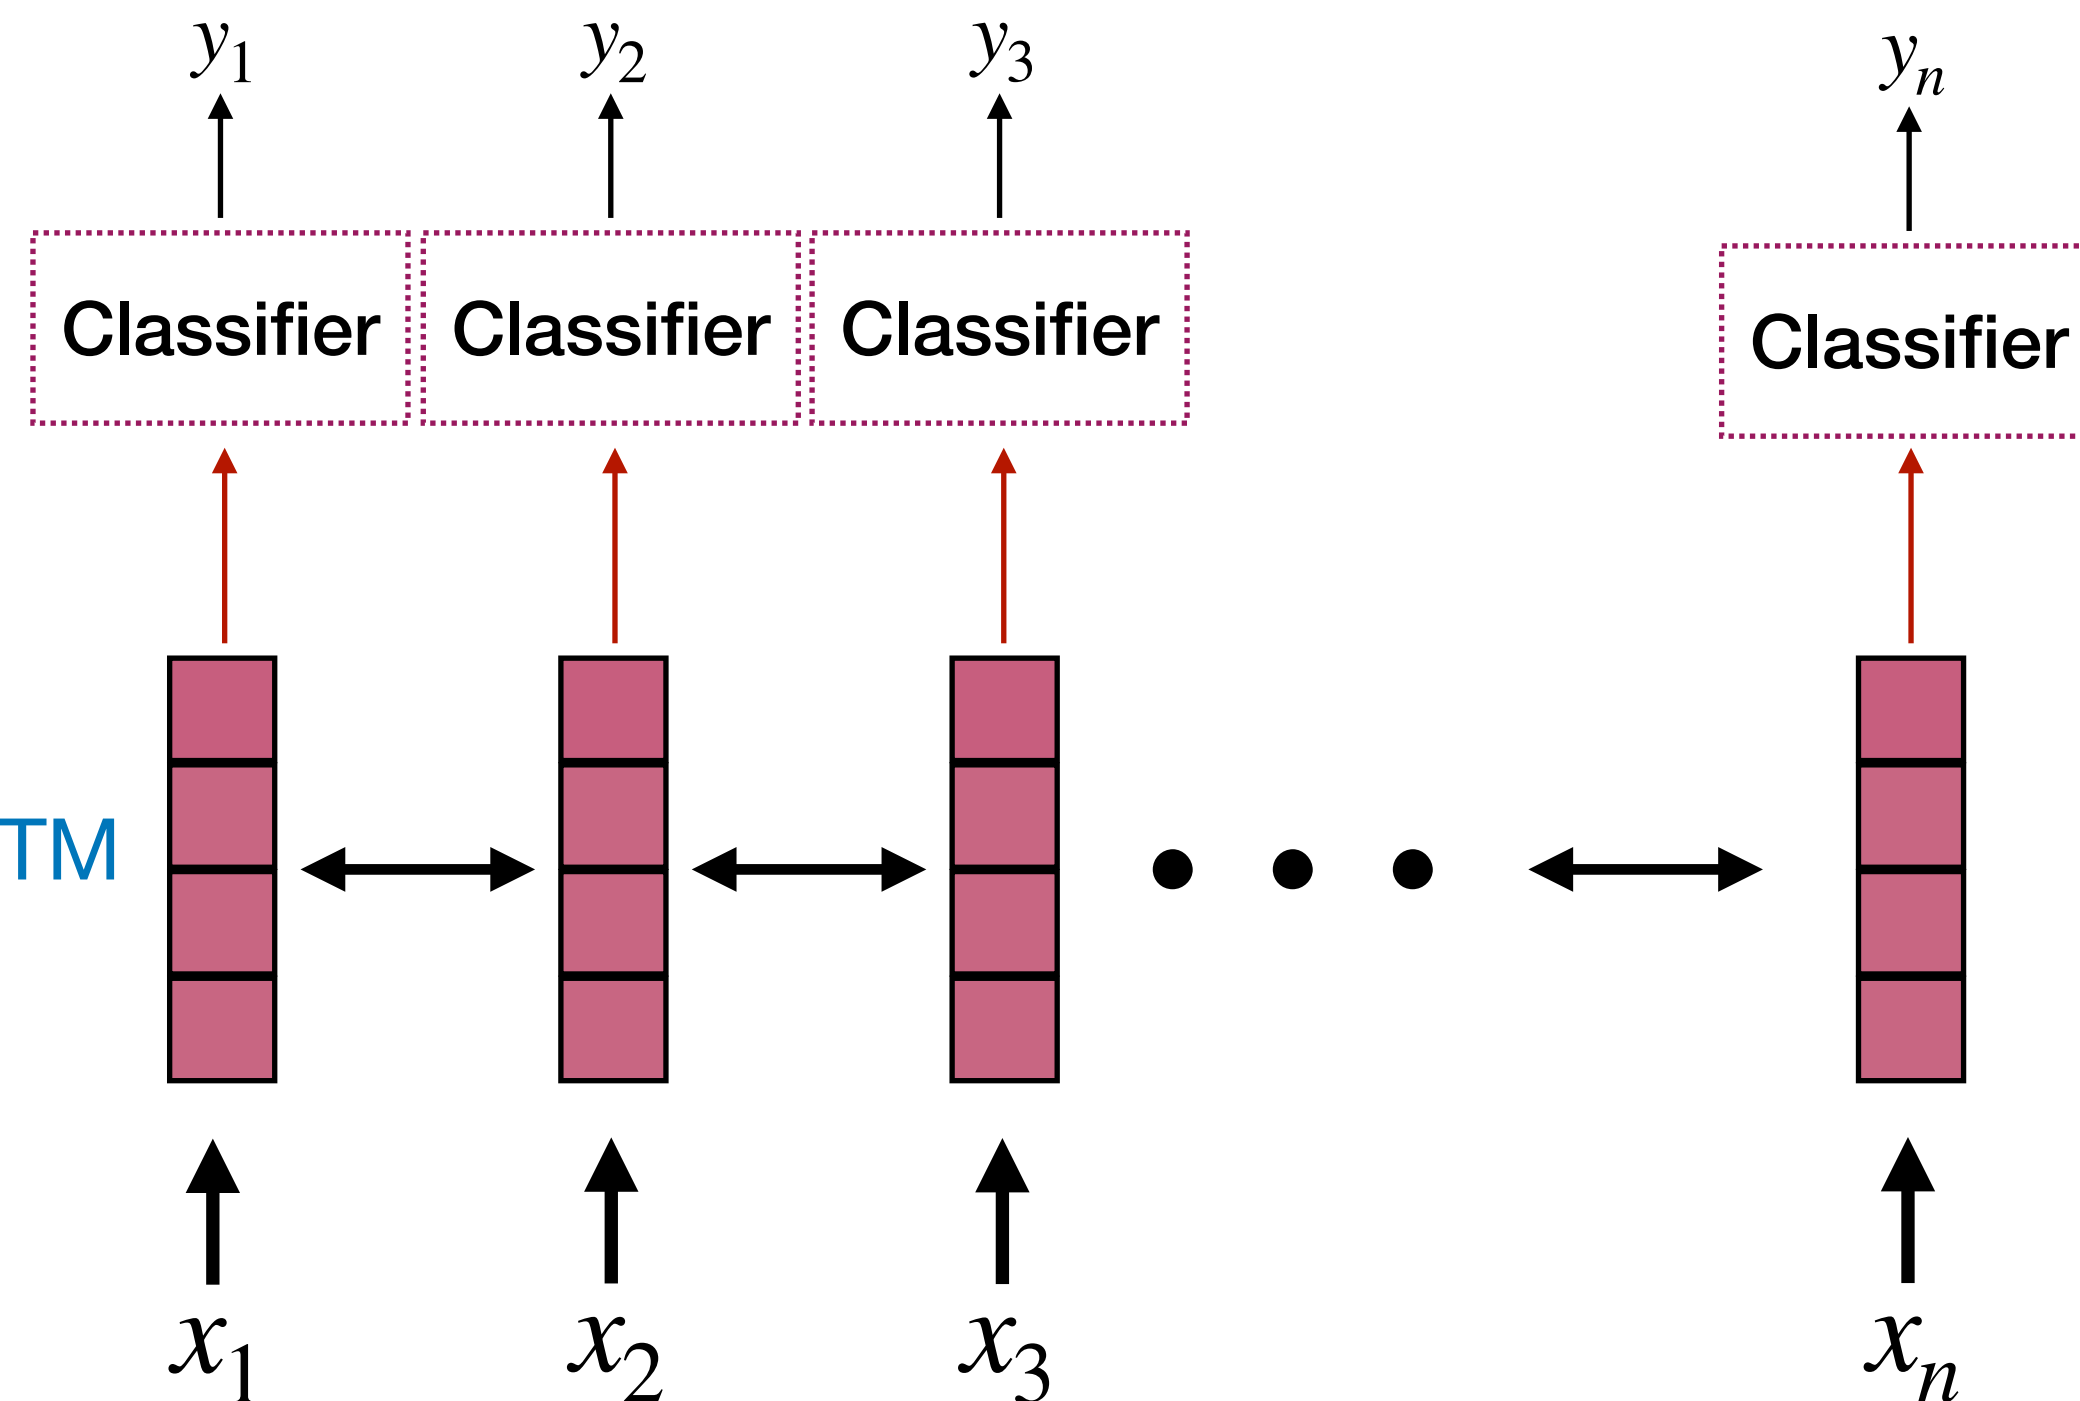 y₁ y₂ y₃ yₙ
Classifier Classifier Classifier Classifier
TM
x₁ x₂ x₃ xₙ